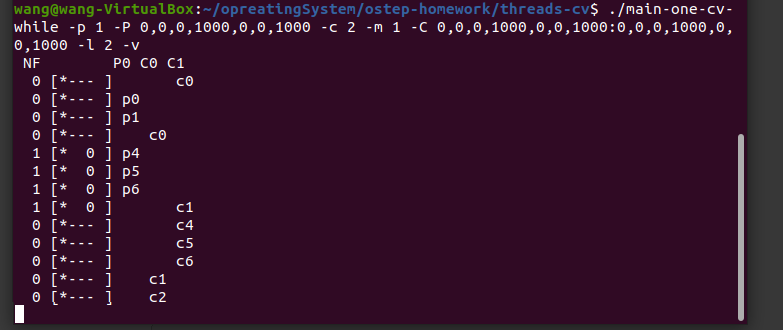 wang@wang-VirtualBox:~/opreatingSystem/ostep-homework/threads-cv$ ./main-one-cv-
while -p 1 -P 0,0,0,1000,0,0,1000 -c 2 -m 1 -C 0,0,0,1000,0,0,1000:0,0,0,1000,0,
0,1000 -l 2 -v
 NF        P0 C0 C1
  0 [*--- ]       c0
  0 [*--- ] p0
  0 [*--- ] p1
  0 [*--- ]    c0
  1 [*  0 ] p4
  1 [*  0 ] p5
  1 [*  0 ] p6
  1 [*  0 ]       c1
  0 [*--- ]       c4
  0 [*--- ]       c5
  0 [*--- ]       c6
  0 [*--- ]    c1
  0 [*--- ]    c2